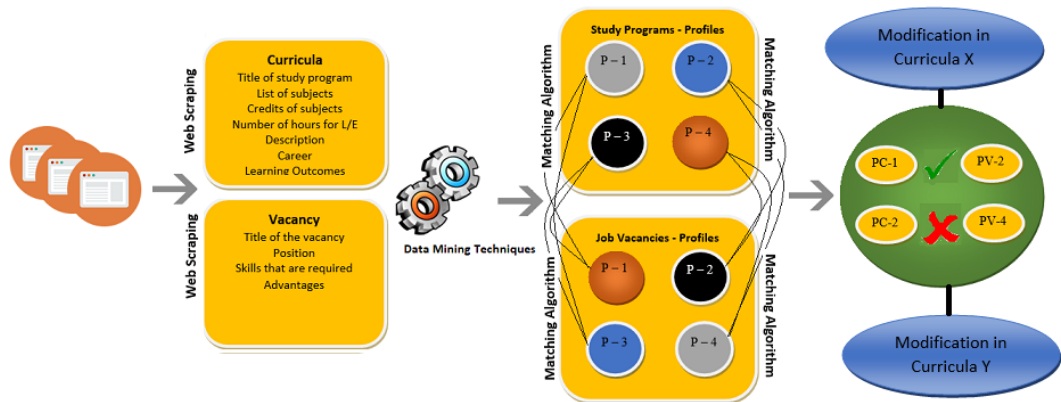 Web Scraping
Curricula
Title of study program
List of subjects
Credits of subjects
Number of hours for L/E
Description
Career
Learning Outcomes
Web Scraping
Vacancy
Title of the vacancy
Position
Skills that are required
Advantages
Data Mining Techniques
Matching Algorithm
Study Programs - Profiles
P – 1
P – 2
P – 3
P – 4
Matching Algorithm
Matching Algorithm
Job Vacancies - Profiles
P – 1
P – 2
P – 3
P – 4
Matching Algorithm
Modification in
Curricula X
PC-1
PV-2
PC-2
PV-4
Modification in
Curricula Y